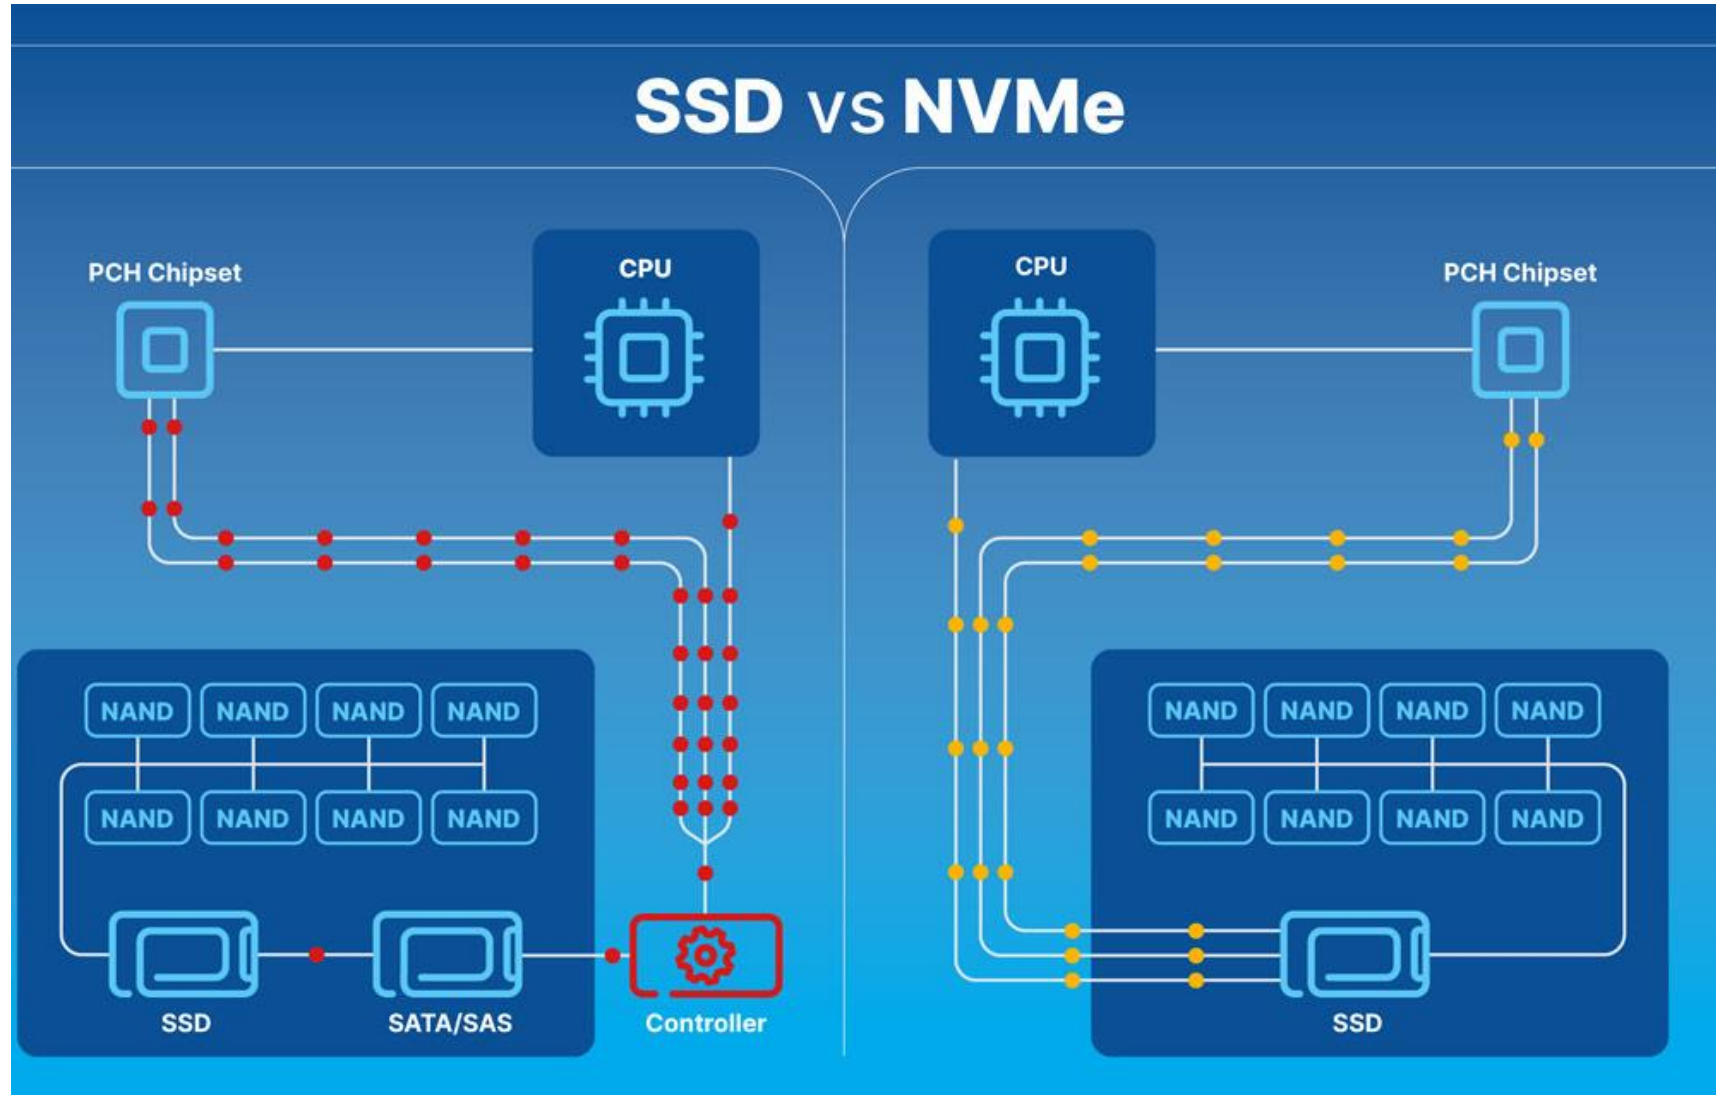 SSD vs NVMe
PCH Chipset
CPU
NAND NAND NAND NAND
NAND NAND NAND NAND
SSD
SATA/SAS
Controller
CPU
PCH Chipset
NAND NAND NAND NAND
NAND NAND NAND NAND
SSD